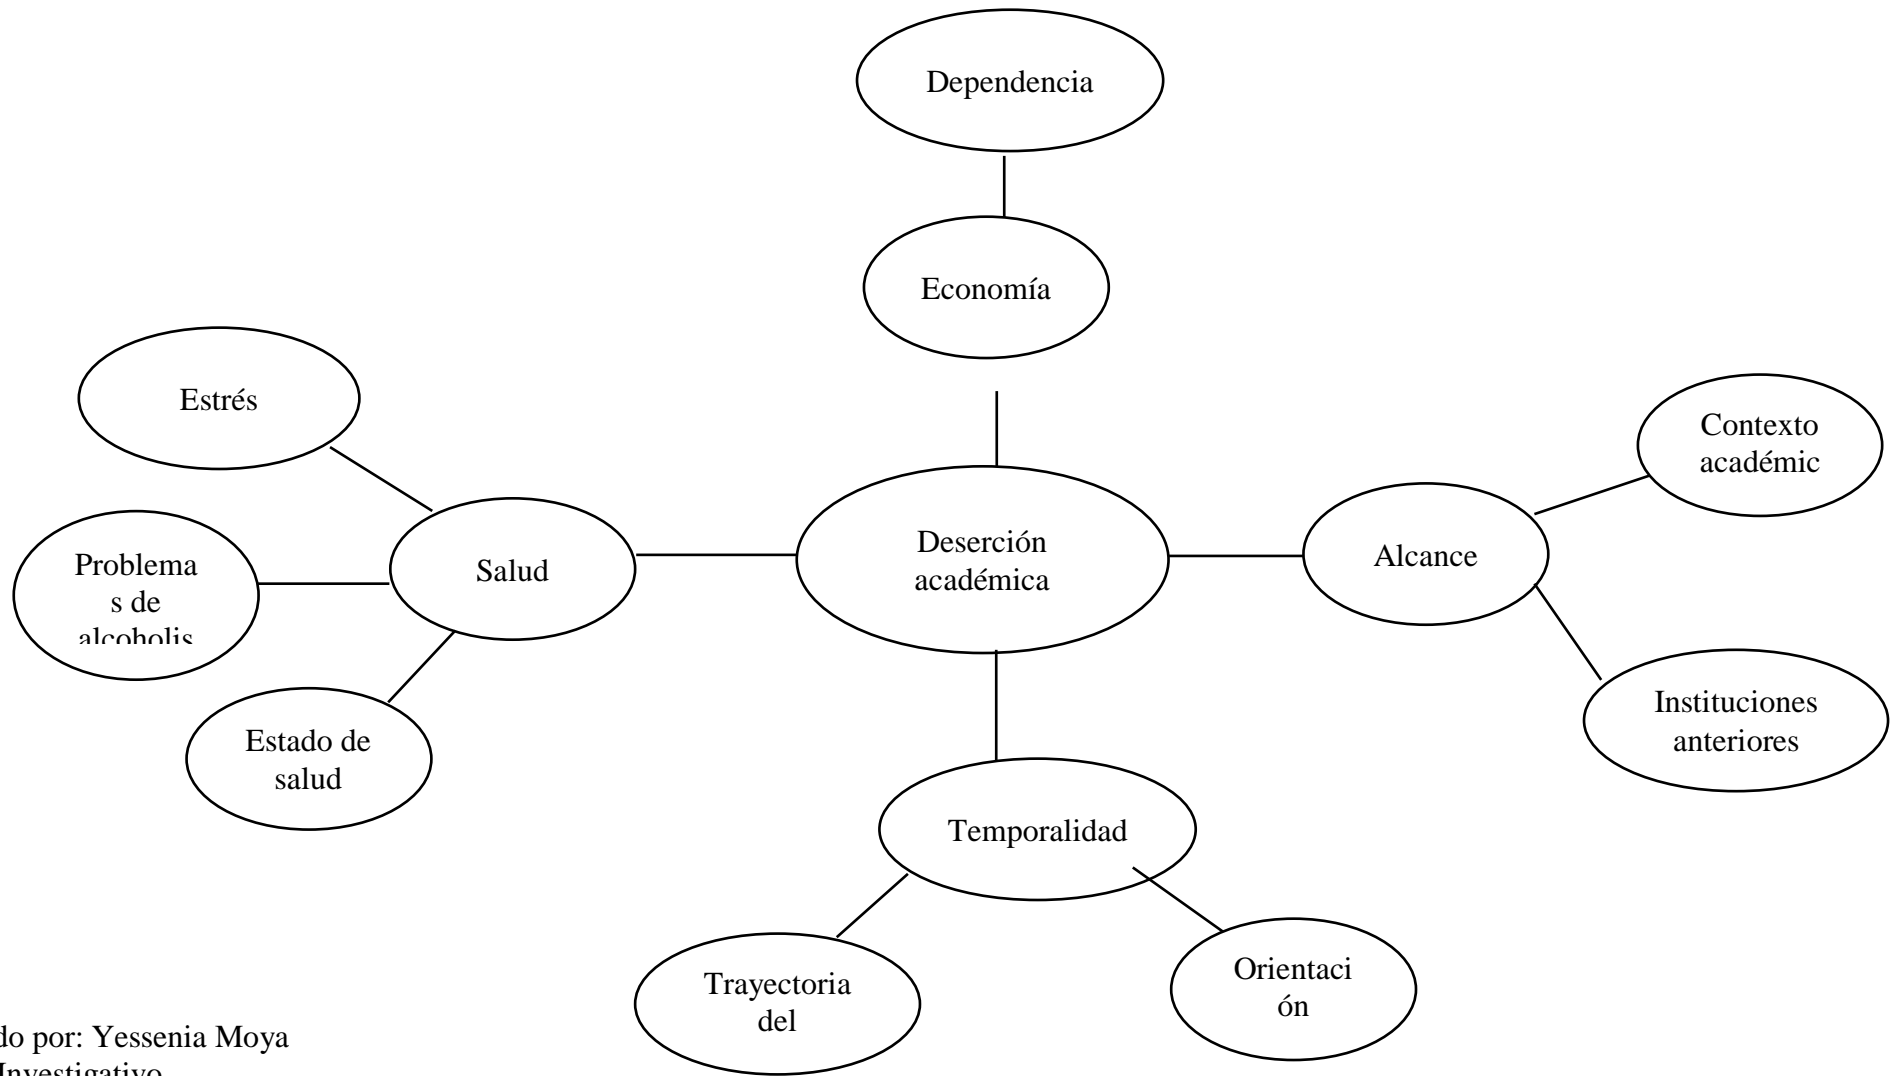 Dependencia
Economía
Estrés
Contexto
académic
Problema
s de
alcoholis
Salud
Deserción
académica
Alcance
Estado de
salud
Instituciones
anteriores
Temporalidad
Trayectoria
del
Orientaci
ón
do por: Yessenia Moya
Investigativo